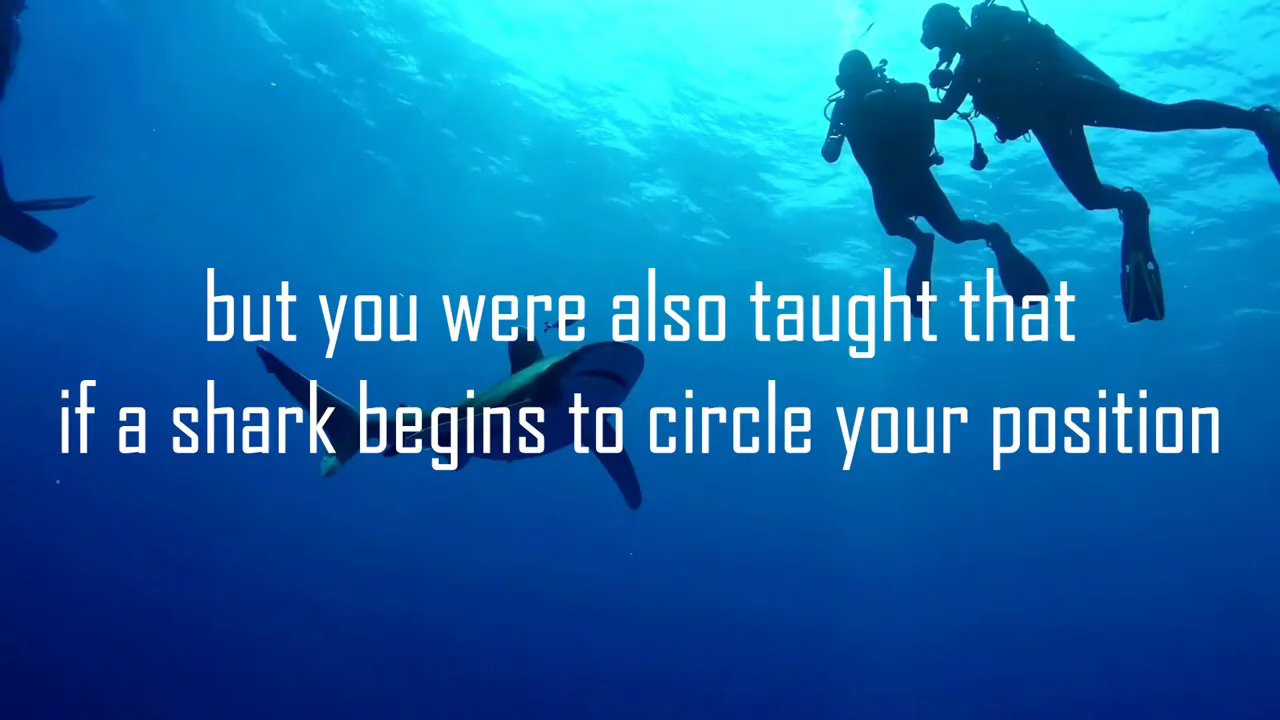 but you were also taught that
if a shark begins to circle your position